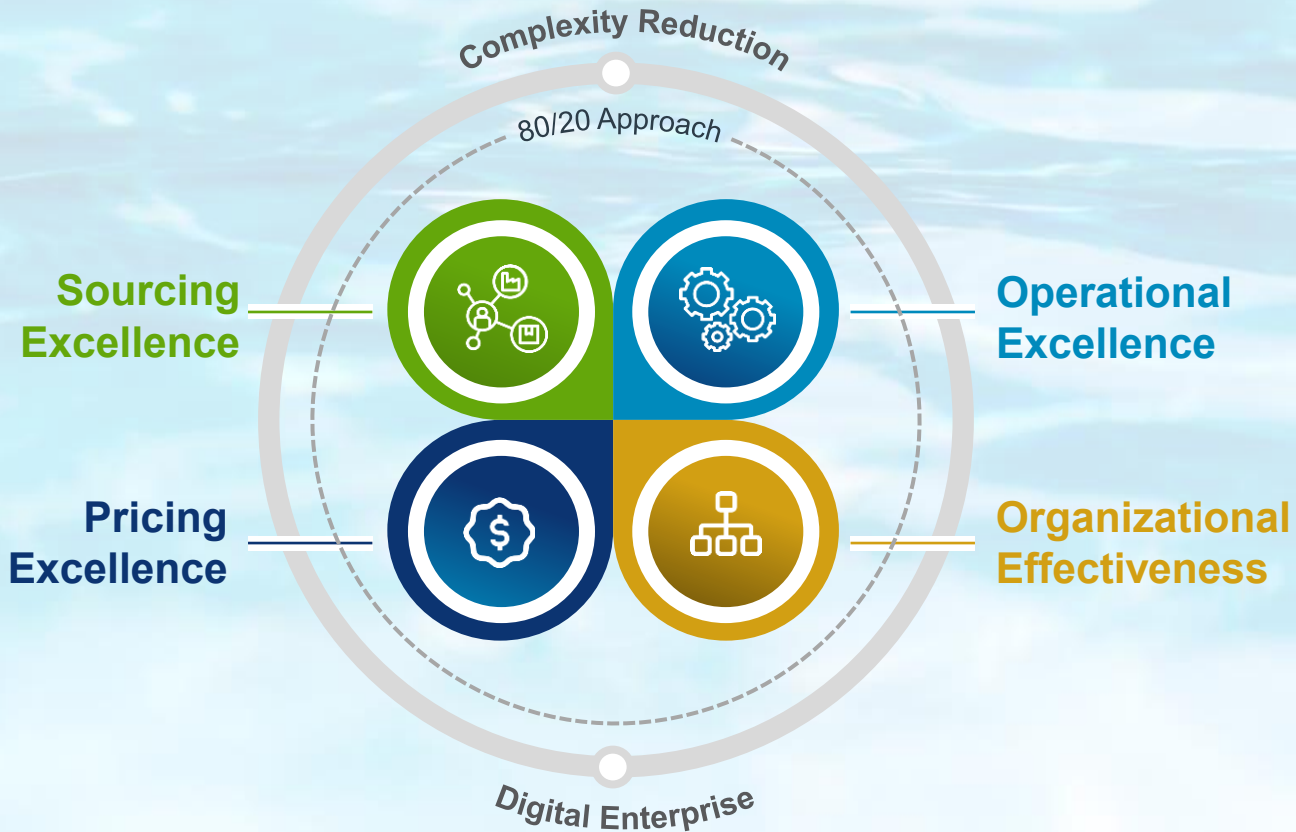 Complexity Reduction
80/20 Approach
Sourcing
Excellence
Operational
Excellence
Pricing
Excellence
$
Organizational
Effectiveness
Digital Enterprise